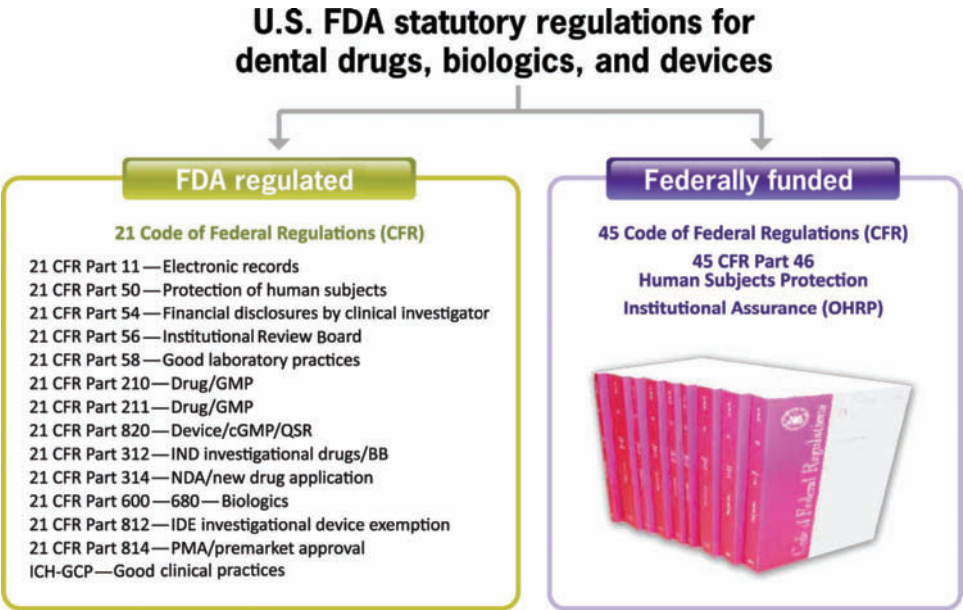 U.S. FDA statutory regulations for
dental drugs, biologics, and devices
FDA regulated
21 Code of Federal Regulations (CFR)
21 CFR Part 11—Electronic records
21 CFR Part 50—Protection of human subjects
21 CFR Part 54—Financial disclosures by clinical investigator
21 CFR Part 56—Institutional Review Board
21 CFR Part 58—Good laboratory practices
21 CFR Part 210—Drug/GMP
21 CFR Part 211—Drug/GMP
21 CFR Part 820—Device/cGMP/QSR
21 CFR Part 312—IND investigational drugs/BB
21 CFR Part 314—NDA/new drug application
21 CFR Part 600—680—Biologics
21 CFR Part 812—IDE investigational device exemption
21 CFR Part 814—PMA/premarket approval
ICH-GCP—Good clinical practices
Federally funded
45 Code of Federal Regulations (CFR)
45 CFR Part 46
Human Subjects Protection
Institutional Assurance (OHRP)
Code of Federal Regulations